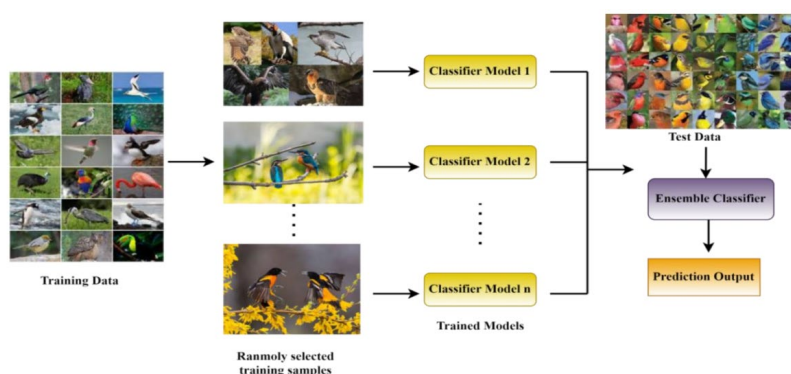 Training Data
Ranmoly selected
training samples
Classifier Model 1
Classifier Model 2
Classifier Model n
Trained Models
Test Data
Ensemble Classifier
Prediction Output